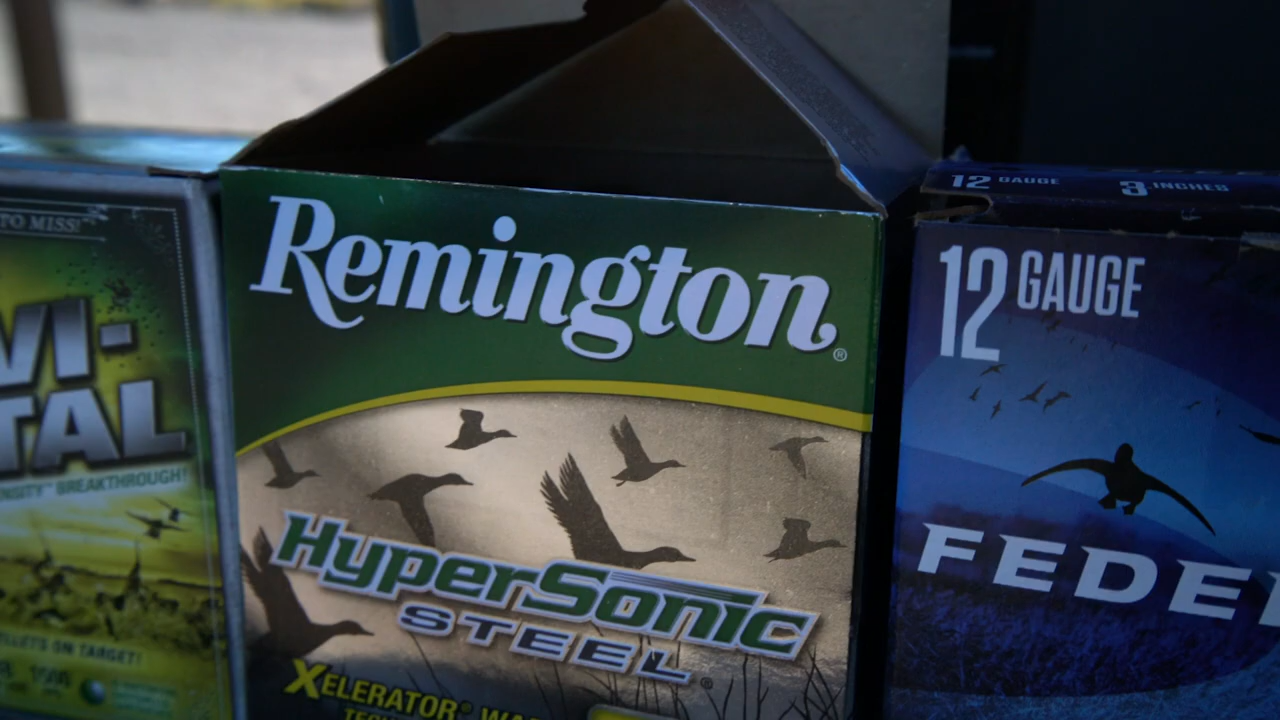 TO MISS!
VI-
TAL
BREAKTHROUGH!
ELLETS ON TARGET!
Remington®
HyperSonic
STEEL®
XELERATOR® WA
12 GAUGE 3 INCHES
12 GAUGE
FEDE